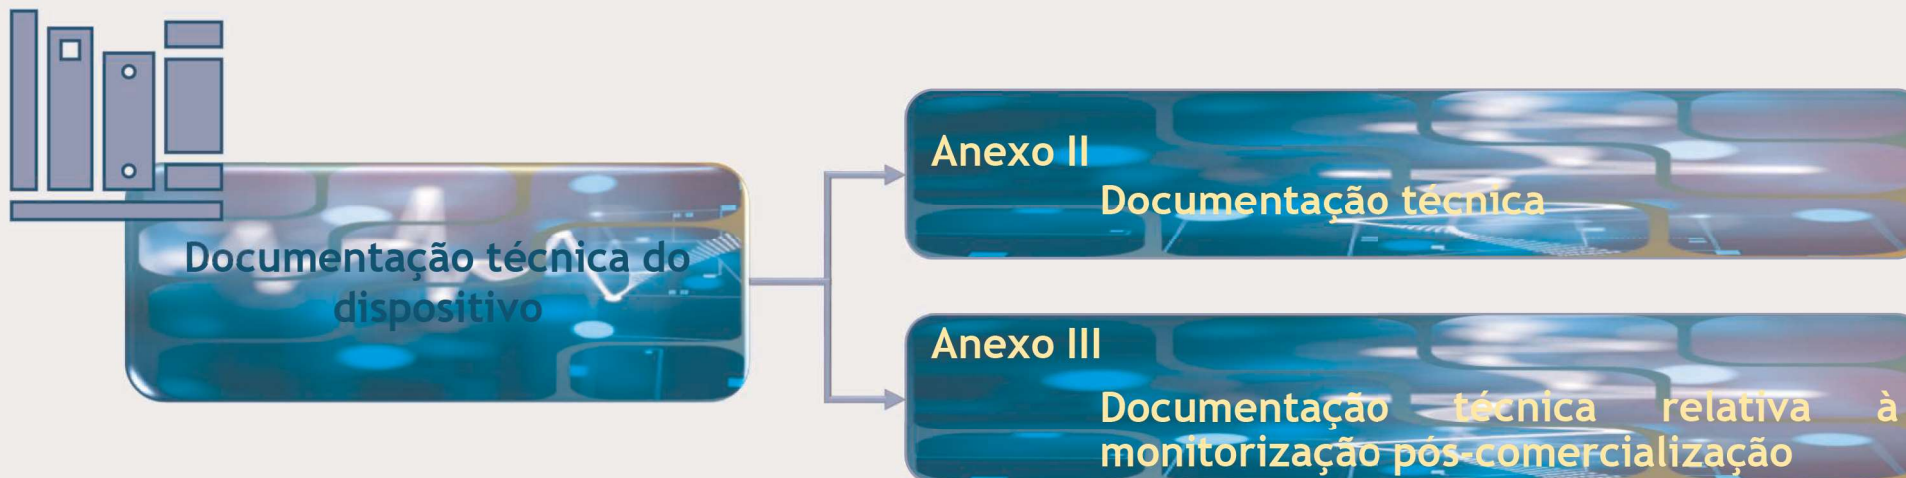 Documentação técnica do
dispositivo
Anexo II
Documentação técnica
Anexo III
Documentação técnica relativa à
monitorização pós-comercialização